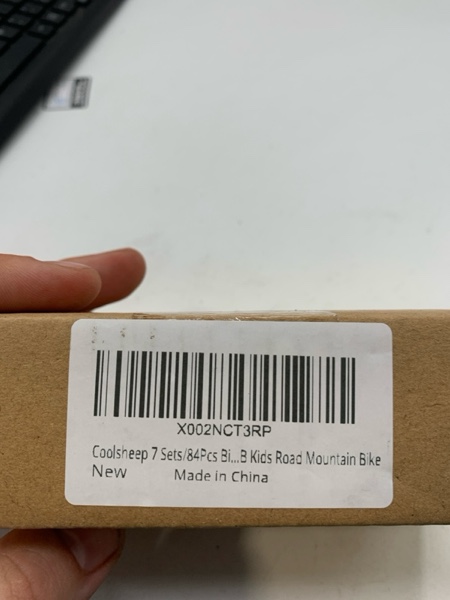 X002NCT3RP
Coolsheep 7 Sets/84Pcs Bi...B Kids Road Mountain Bike
New Made in China